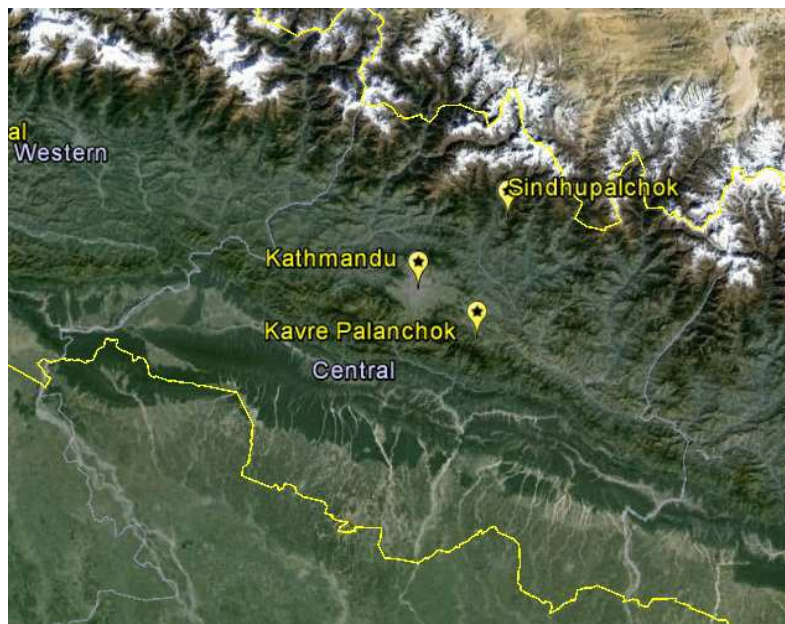 al
Western
Sindhupalchok
Kathmandu
Kavre Palanchok
Central